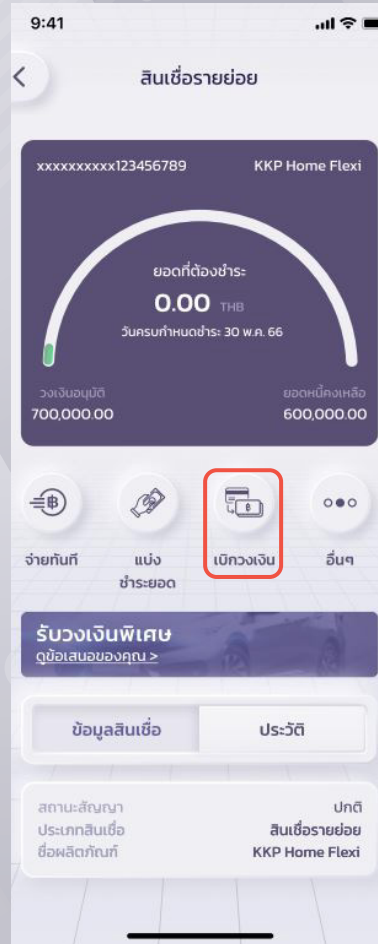 9:41
สินเชื่อรายย่อย
xxxxxxxxxx123456789 KKP Home Flexi
ยอดที่ต้องชำระ
0.00 THB
วันครบกำหนดชำระ: 30 พ.ค. 66
วงเงินอนุมัติ ยอดหนี้คงเหลือ
700,000.00 600,000.00
จ่ายทันที แบ่ง เบิกวงเงิน อื่นๆ
ชำระยอด
รับวงเงินพิเศษ
ดูข้อเสนอของคุณ >
ข้อมูลสินเชื่อ ประวัติ
สถานะสัญญา ปกติ
ประเภทสินเชื่อ สินเชื่อรายย่อย
ชื่อผลิตภัณฑ์ KKP Home Flexi